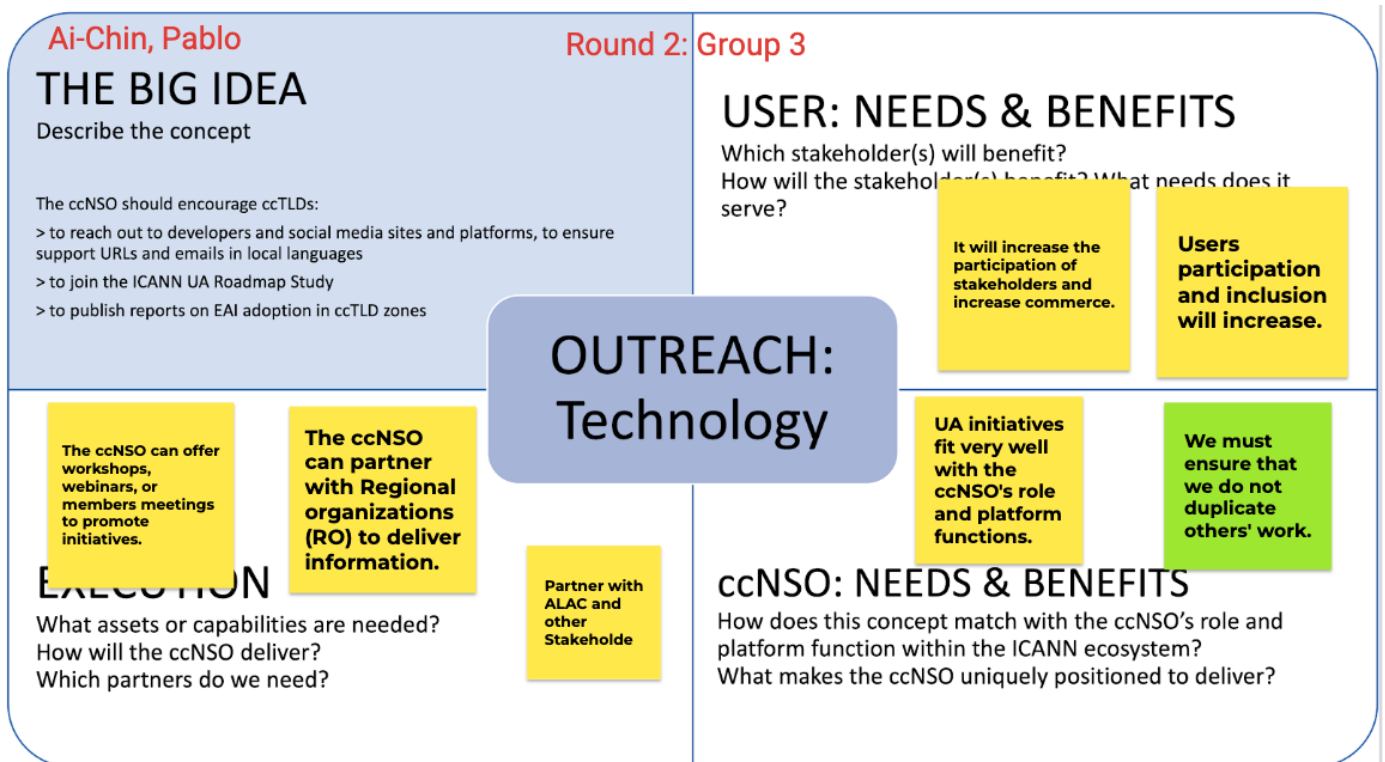 Ai-Chin, Pablo
Round 2: Group 3
THE BIG IDEA
Describe the concept
The ccNSO should encourage ccTLDs:
> to reach out to developers and social media sites and platforms, to ensure
support URLs and emails in local languages
> to join the ICANN UA Roadmap Study
> to publish reports on EAI adoption in ccTLD zones
USER: NEEDS & BENEFITS
Which stakeholder(s) will benefit?
How will the stakeholder(s) benefit? What needs does it
serve?
It will increase the
participation of
stakeholders and
increase commerce.
Users
participation
and inclusion
will increase.
OUTREACH:
Technology
The ccNSO can offer
workshops,
webinars, or
members meetings
to promote
initiatives.
The ccNSO
can partner
with Regional
organizations
(RO) to deliver
information.
Partner with
ALAC and
other
Stakeholde
EXECUTION
What assets or capabilities are needed?
How will the ccNSO deliver?
Which partners do we need?
UA initiatives
fit very well
with the
ccNSO's role
and platform
functions.
We must
ensure that
we do not
duplicate
others' work.
ccNSO: NEEDS & BENEFITS
How does this concept match with the ccNSO’s role and
platform function within the ICANN ecosystem?
What makes the ccNSO uniquely positioned to deliver?